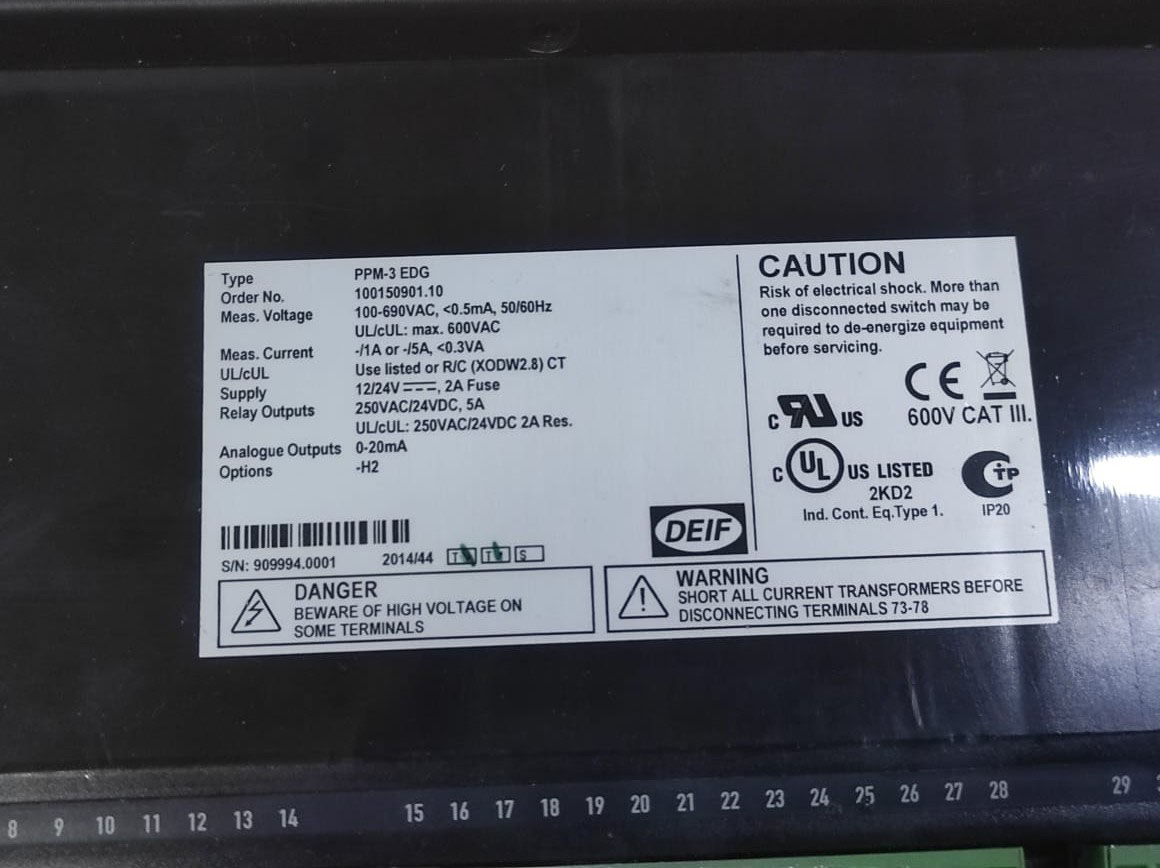 Type PPM-3 EDG
Order No. 100150901.10
Meas. Voltage 100-690VAC, <0.5mA, 50/60Hz
UL/cUL: max. 600VAC
Meas. Current -/1A or -/5A, <0.3VA
UL/cUL Use listed or R/C (XODW2.8) CT
Supply 12/24V⎓, 2A Fuse
Relay Outputs 250VAC/24VDC, 5A
UL/cUL: 250VAC/24VDC 2A Res.
Analogue Outputs 0-20mA
Options -H2
S/N: 909994.0001 2014/44 T T S
DEIF
CAUTION
Risk of electrical shock. More than
one disconnected switch may be
required to de-energize equipment
before servicing.
CE
c RU US 600V CAT III.
c UL US LISTED
2KD2
Ind. Cont. Eq.Type 1.
TP
IP20
DANGER
BEWARE OF HIGH VOLTAGE ON
SOME TERMINALS
WARNING
SHORT ALL CURRENT TRANSFORMERS BEFORE
DISCONNECTING TERMINALS 73-78
8 9 10 11 12 13 14 15 16 17 18 19 20 21 22 23 24 25 26 27 28 29